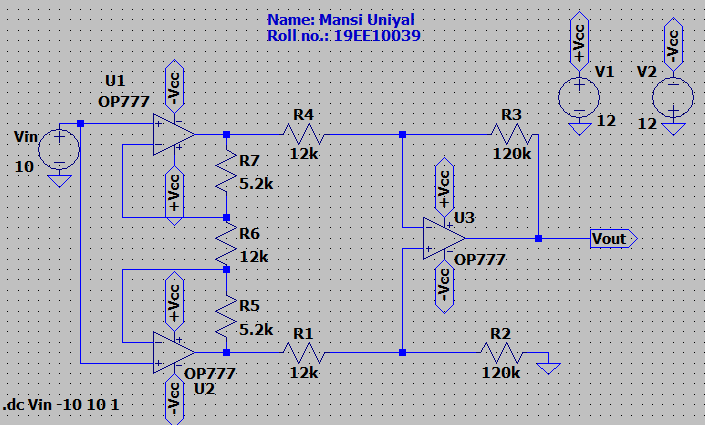 Name: Mansi Uniyal
Roll no.: 19EE10039
+Vcc
-Vcc
-Vcc
U1
OP777
V1
V2
R4
R3
Vin
12
12
12k
120k
10
R7
5.2k
+Vcc
+Vcc
U3
R6
12k
Vout
OP777
+Vcc
-Vcc
R5
5.2k
R1
R2
OP777
12k
120k
U2
-Vcc
.dc Vin -10 10 1